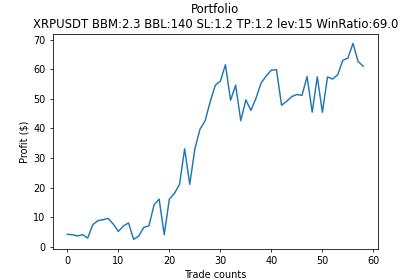 Portfolio
XRPUSDT BBM:2.3 BBL:140 SL:1.2 TP:1.2 lev:15 WinRatio:69.0
70
60
50
40
30
20
10
0
Profit ($)
0 10 20 30 40 50 60
Trade counts